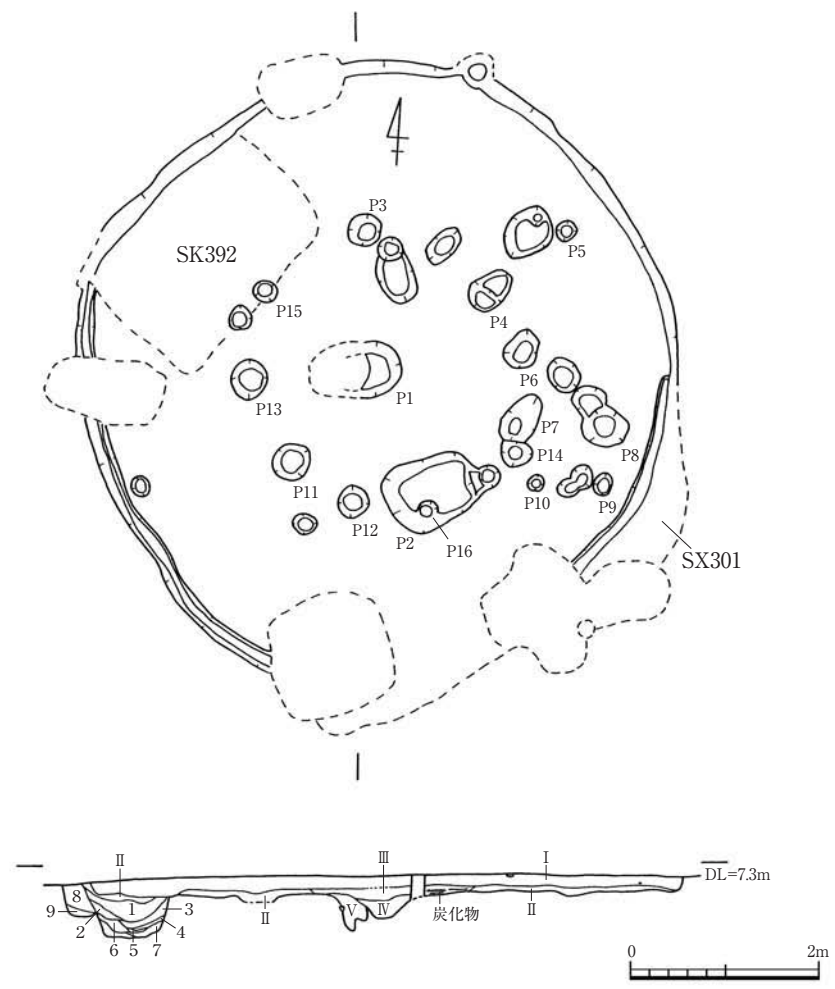 P3
P5
SK392
P15
P4
P6
P1
P13
P7
P8
P14
P11
P10
P9
P12
P2
P16
SX301
Ⅱ
Ⅲ
Ⅰ
DL=7.3m
8
1
3
9
2
Ⅱ
Ⅴ
Ⅳ
炭化物
Ⅱ
4
6
5
7
0
2m